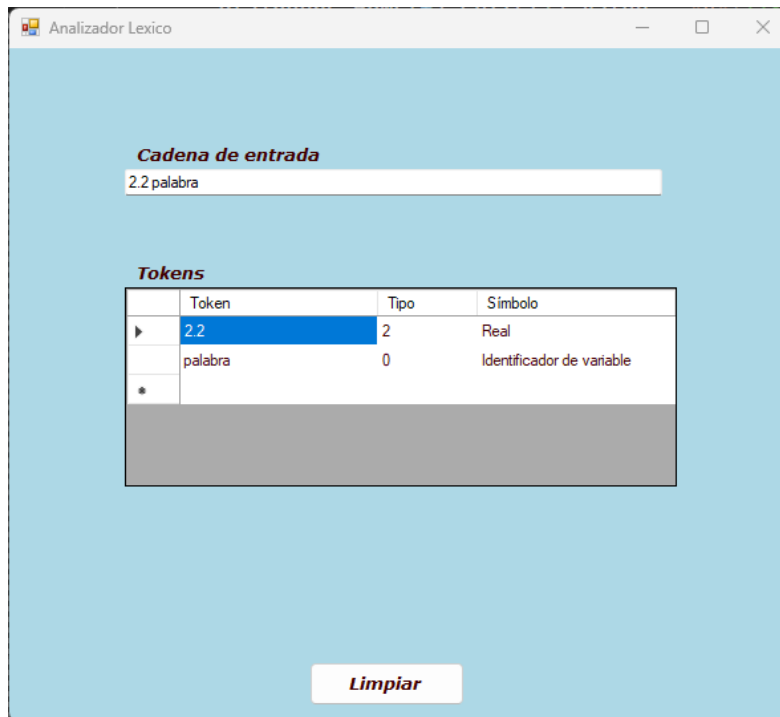 Analizador Lexico
Cadena de entrada
2.2 palabra
Tokens
Token Tipo Símbolo
2.2 2 Real
palabra 0 Identificador de variable
Limpiar